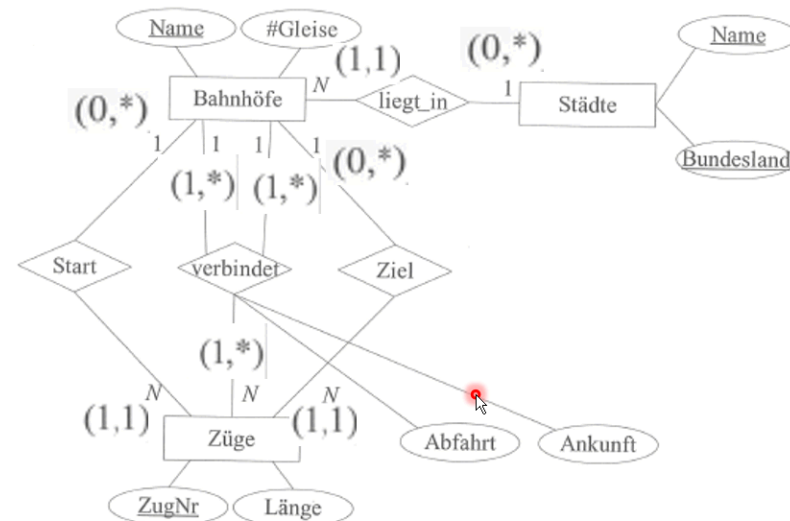 Name #Gleise Name
(1,1) (0,*)
Bahnhöfe N liegt_in 1 Städte
(0,*)
1 1 1 1 (0,*) Bundesland
(1,*) (1,*)
Start verbindet Ziel
(1,*)
N N N
(1,1) Züge (1,1) Abfahrt Ankunft
ZugNr Länge